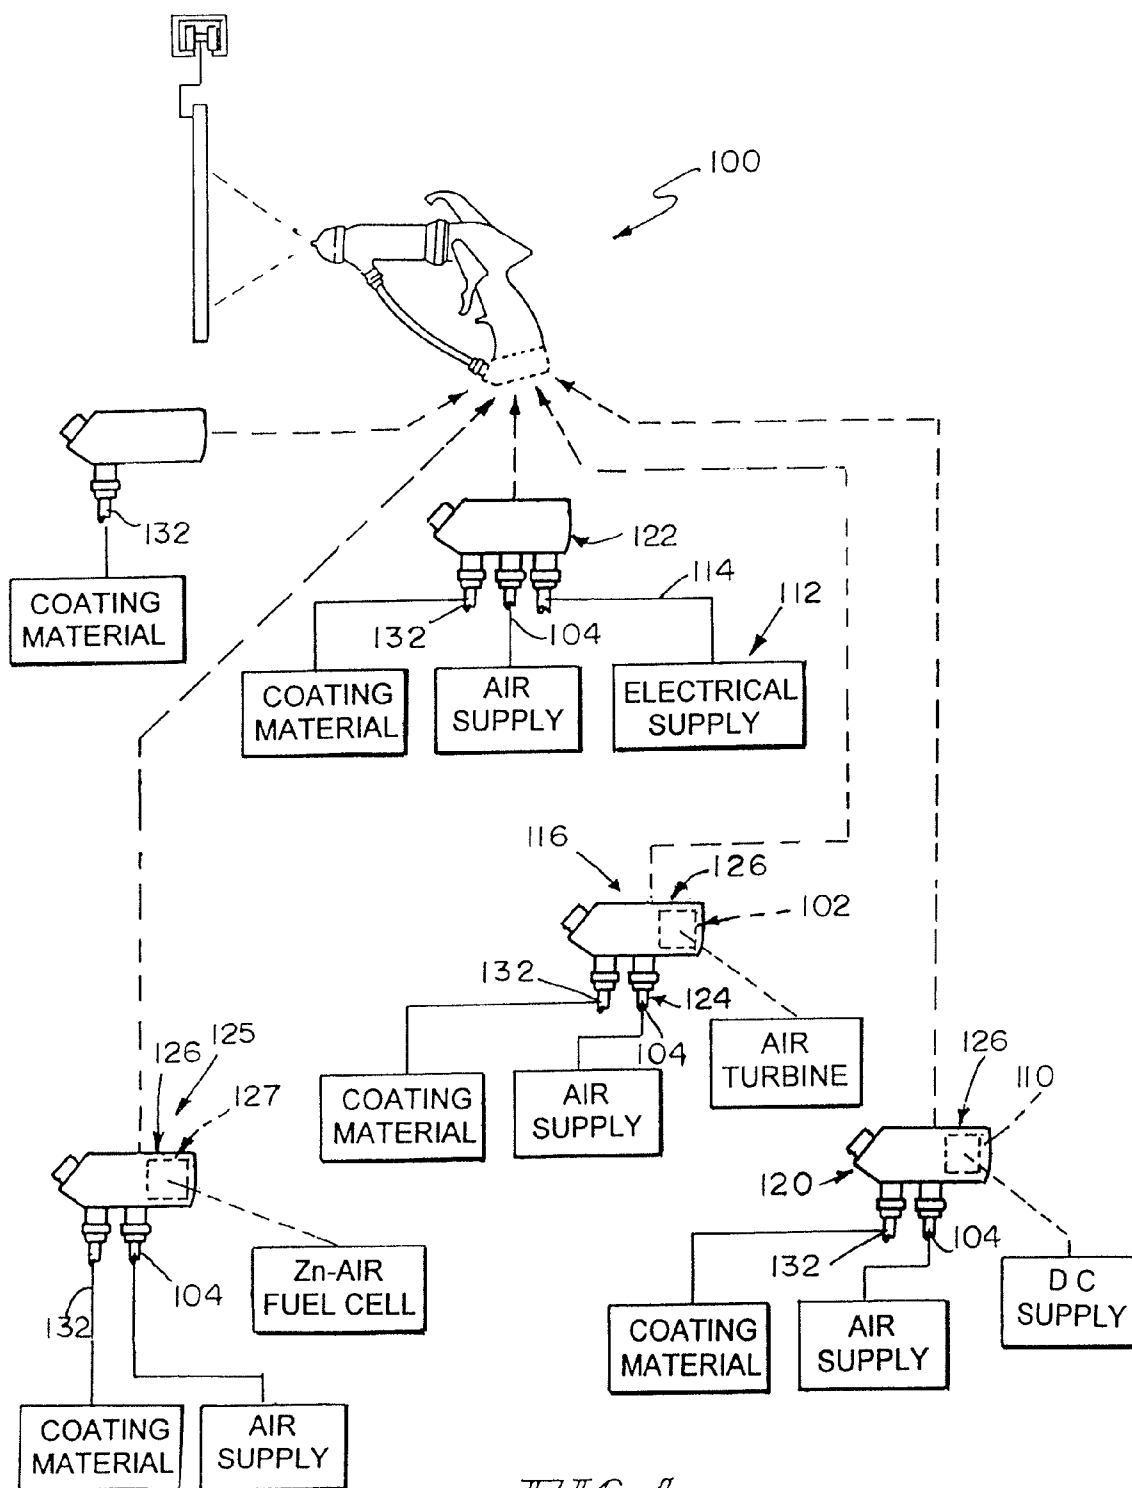 100
132
COATING
MATERIAL
122
114
112
132
104
COATING
MATERIAL
AIR
SUPPLY
ELECTRICAL
SUPPLY
116
126
102
132
124
104
COATING
MATERIAL
AIR
SUPPLY
AIR
TURBINE
126
125
127
132
104
Zn-AIR
FUEL CELL
COATING
MATERIAL
AIR
SUPPLY
126
110
120
132
104
COATING
MATERIAL
AIR
SUPPLY
DC
SUPPLY